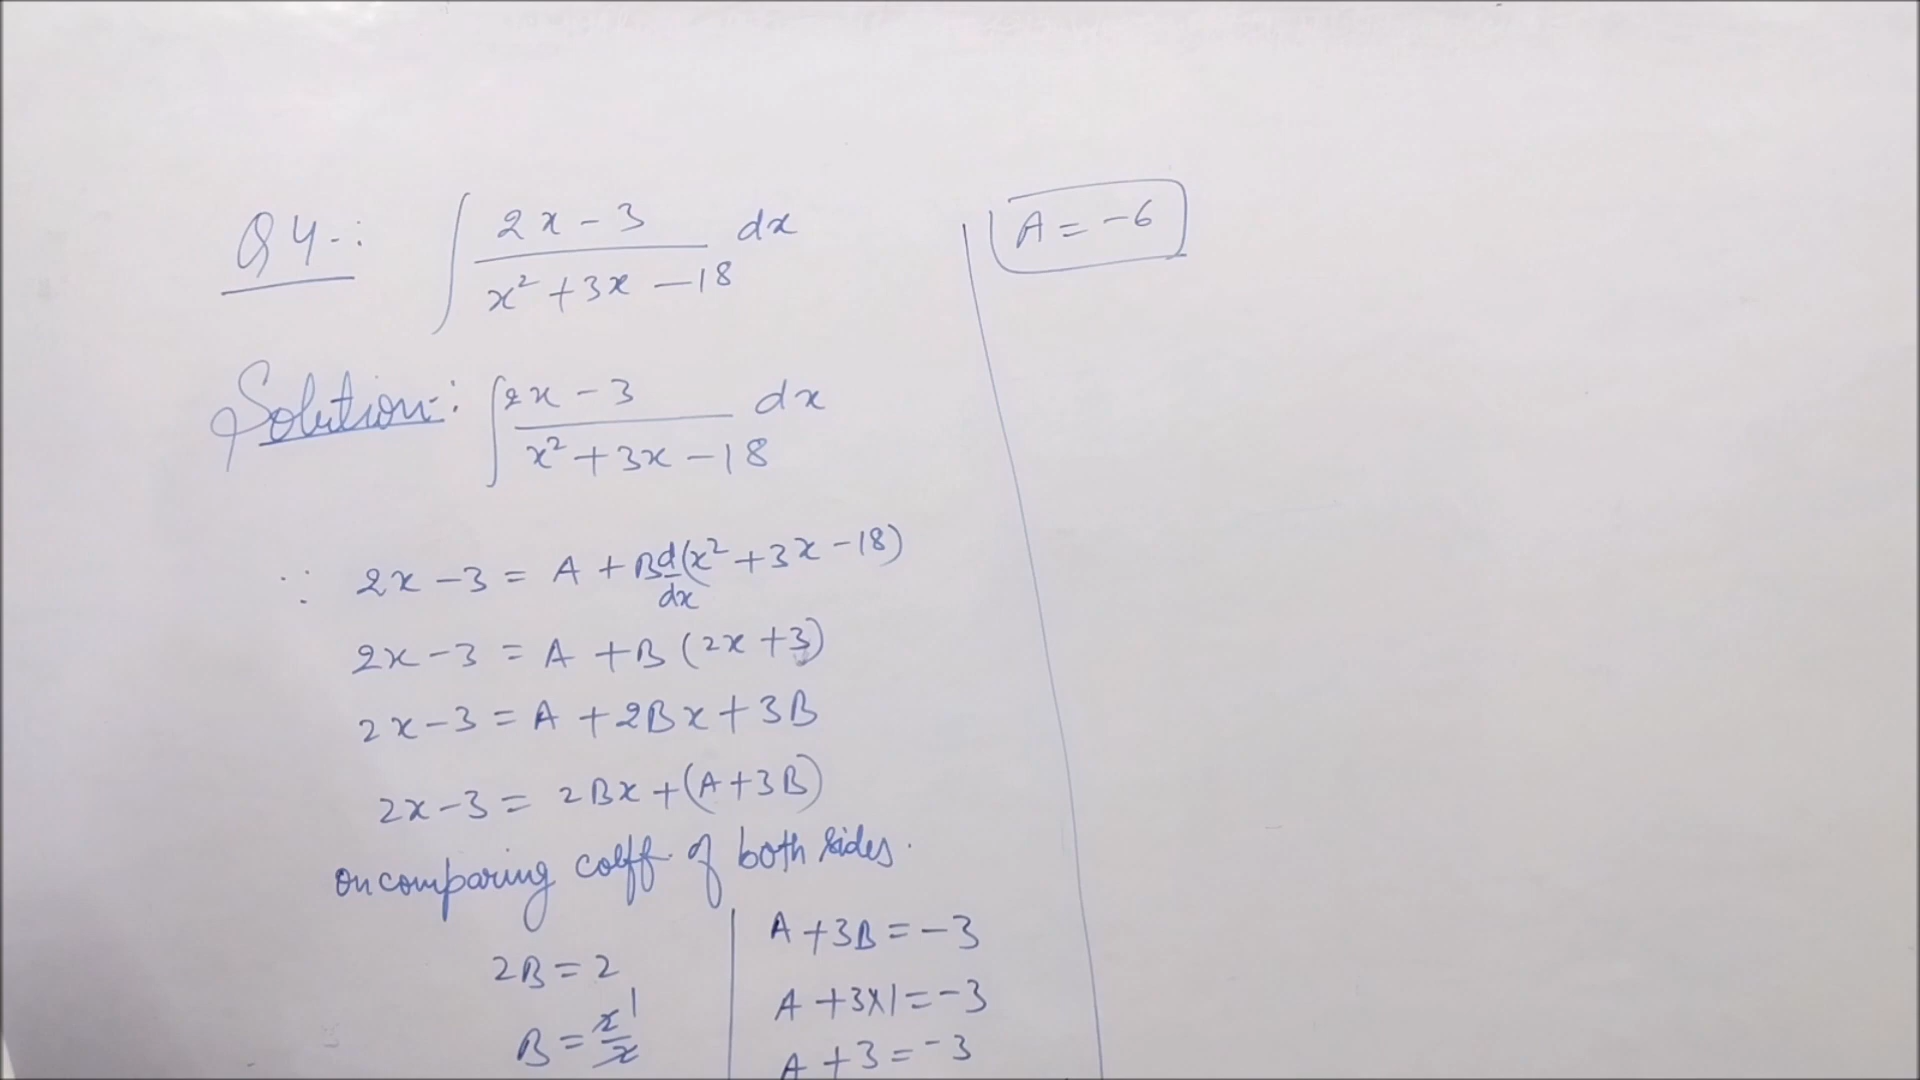 Q4-: ∫ (2x-3)/(x²+3x-18) dx
Solution-: ∫ (2x-3)/(x²+3x-18) dx
∵ 2x-3 = A + B d/dx (x²+3x-18)
2x-3 = A + B (2x+3)
2x-3 = A + 2Bx + 3B
2x-3 = 2Bx + (A+3B)
on comparing coeff. of both sides.
2B = 2
B = 2/2 1
A + 3B = -3
A + 3×1 = -3
A + 3 = -3
A = -6